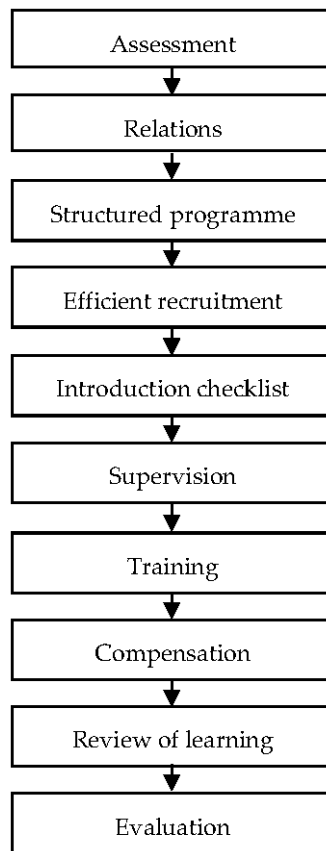 Assessment
Relations
Structured programme
Efficient recruitment
Introduction checklist
Supervision
Training
Compensation
Review of learning
Evaluation